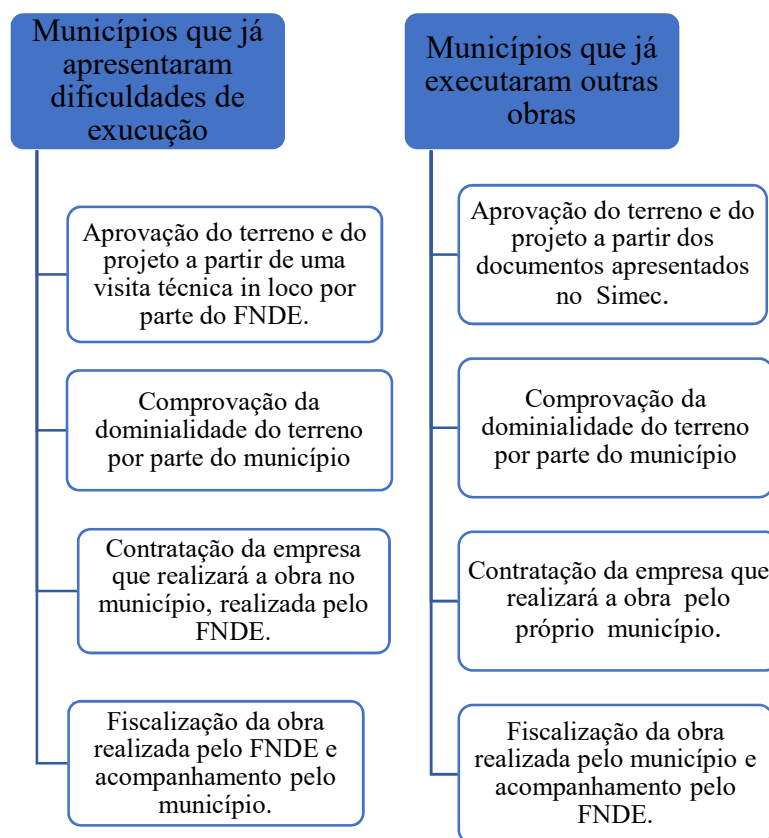 Municípios que já
apresentaram
dificuldades de
exucução
Aprovação do terreno e do
projeto a partir de uma
visita técnica in loco por
parte do FNDE.
Comprovação da
dominialidade do terreno
por parte do município
Contratação da empresa
que realizará a obra no
município, realizada pelo
FNDE.
Fiscalização da obra
realizada pelo FNDE e
acompanhamento pelo
município.
Municípios que já
executaram outras
obras
Aprovação do terreno e do
projeto a partir dos
documentos apresentados
no Simec.
Comprovação da
dominialidade do terreno
por parte do município
Contratação da empresa que
realizará a obra pelo
próprio município.
Fiscalização da obra
realizada pelo município e
acompanhamento pelo
FNDE.